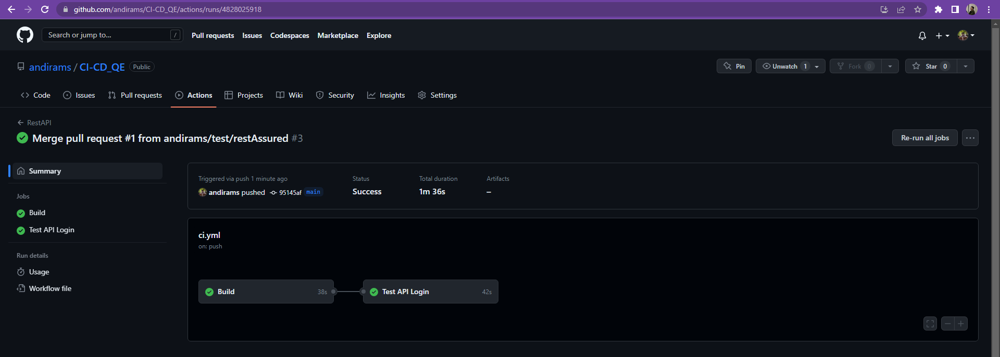 github.com/andirams/CI-CD_QE/actions/runs/4828025918
Search or jump to... /
Pull requests Issues Codespaces Marketplace Explore
andirams / CI-CD_QE Public
Pin Unwatch 1 Fork 0 Star 0
Code Issues Pull requests Actions Projects Wiki Security Insights Settings
RestAPI
Merge pull request #1 from andirams/test/restAssured #3
Re-run all jobs ...
Summary
Jobs
Build
Test API Login
Run details
Usage
Workflow file
Triggered via push 1 minute ago
andirams pushed 95145af main
Status
Success
Total duration
1m 36s
Artifacts
–
ci.yml
on: push
Build 38s
Test API Login 42s